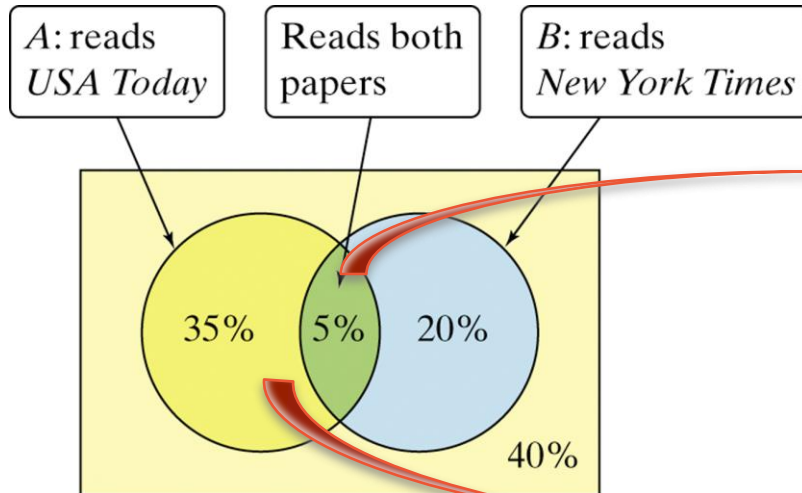 A: reads
USA Today
Reads both
papers
B: reads
New York Times
35%
5%
20%
40%